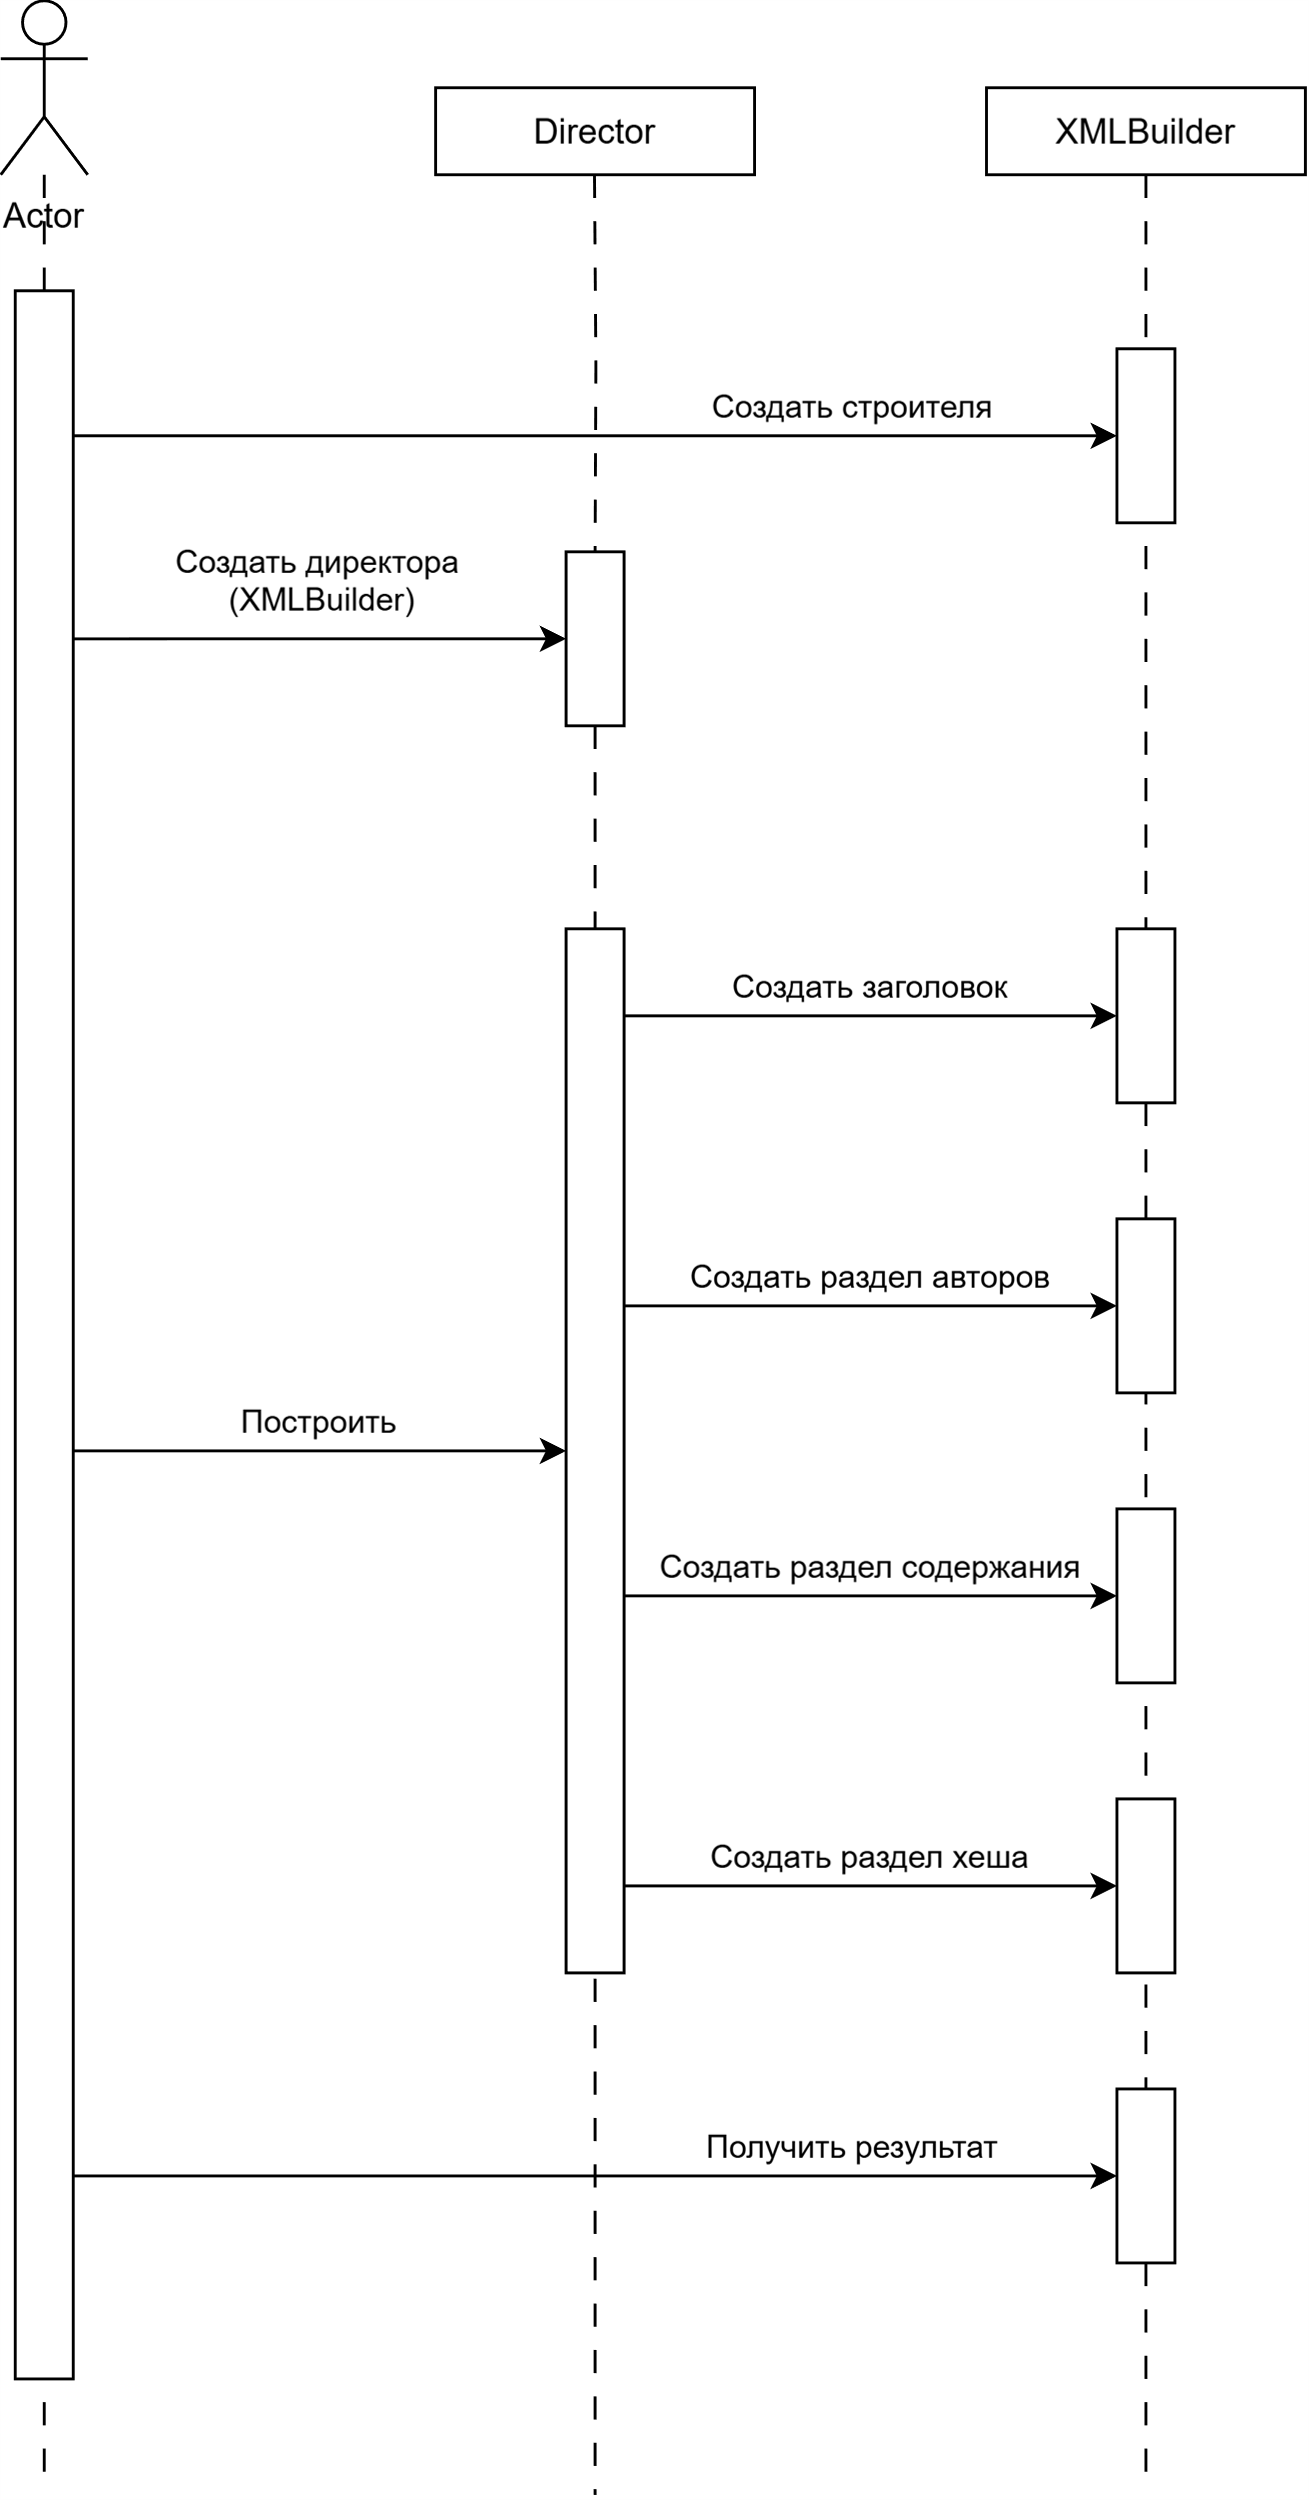 Director
XMLBuilder
Actor
Создать строителя
Создать директора
(XMLBuilder)
Создать заголовок
Создать раздел авторов
Построить
Создать раздел содержания
Создать раздел хеша
Получить результат